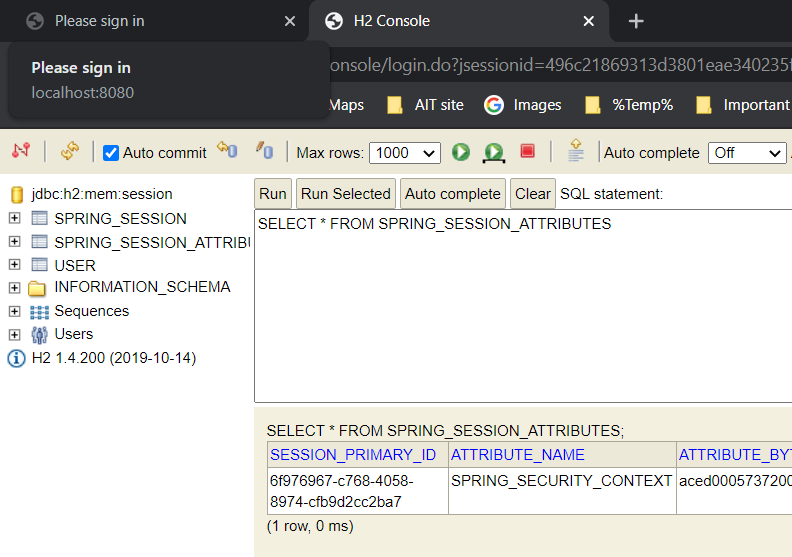 Please sign in
H2 Console
Please sign in
localhost:8080
onsole/login.do?jsessionid=496c21869313d3801eae340235f
Maps AIT site Images %Temp% Important
Auto commit Max rows: 1000 Auto complete Off
jdbc:h2:mem:session
SPRING_SESSION
SPRING_SESSION_ATTRIBU
USER
INFORMATION_SCHEMA
Sequences
Users
H2 1.4.200 (2019-10-14)
Run Run Selected Auto complete Clear SQL statement:
SELECT * FROM SPRING_SESSION_ATTRIBUTES
SELECT * FROM SPRING_SESSION_ATTRIBUTES;
SESSION_PRIMARY_ID ATTRIBUTE_NAME ATTRIBUTE_BYT
6f976967-c768-4058- SPRING_SECURITY_CONTEXT aced0005737200
8974-cfb9d2cc2ba7
(1 row, 0 ms)